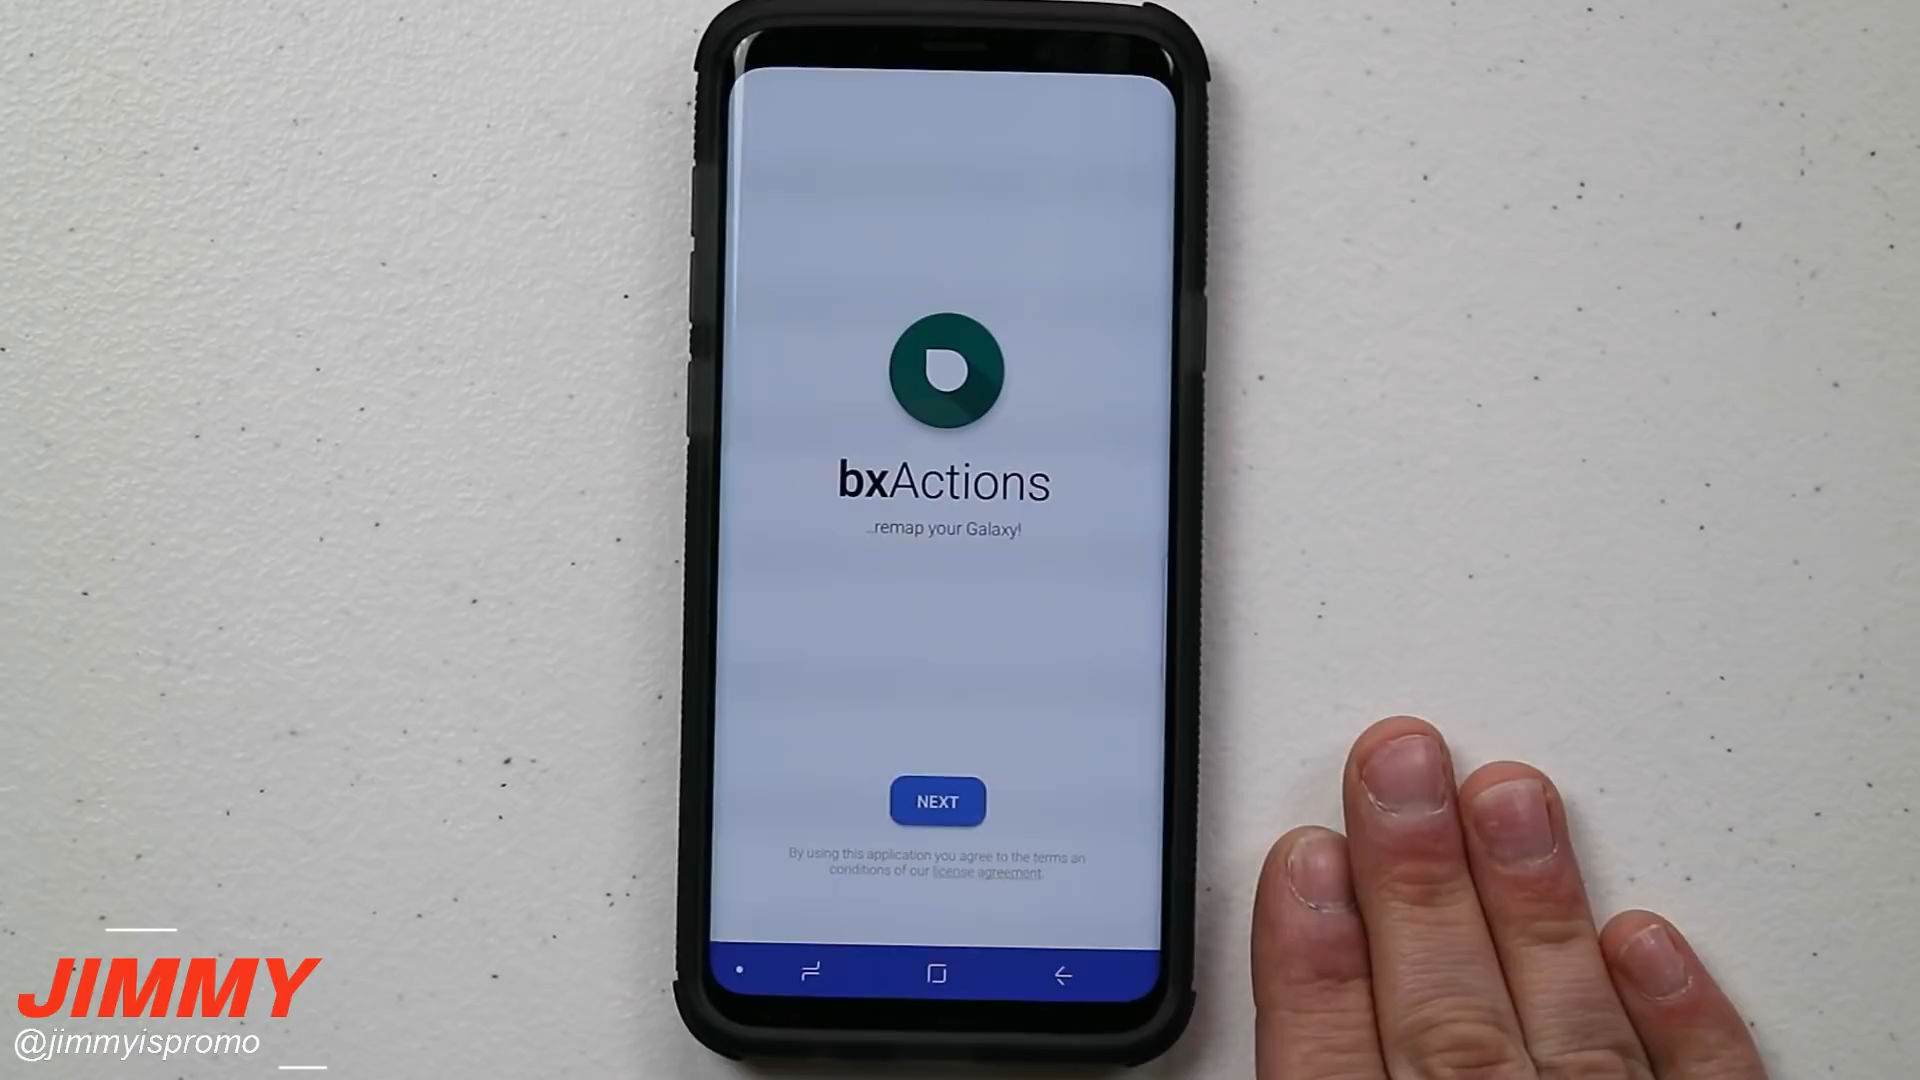 bxActions
...remap your Galaxy!
NEXT
By using this application you agree to the terms an
conditions of our license agreement.
JIMMY
@jimmyispromo